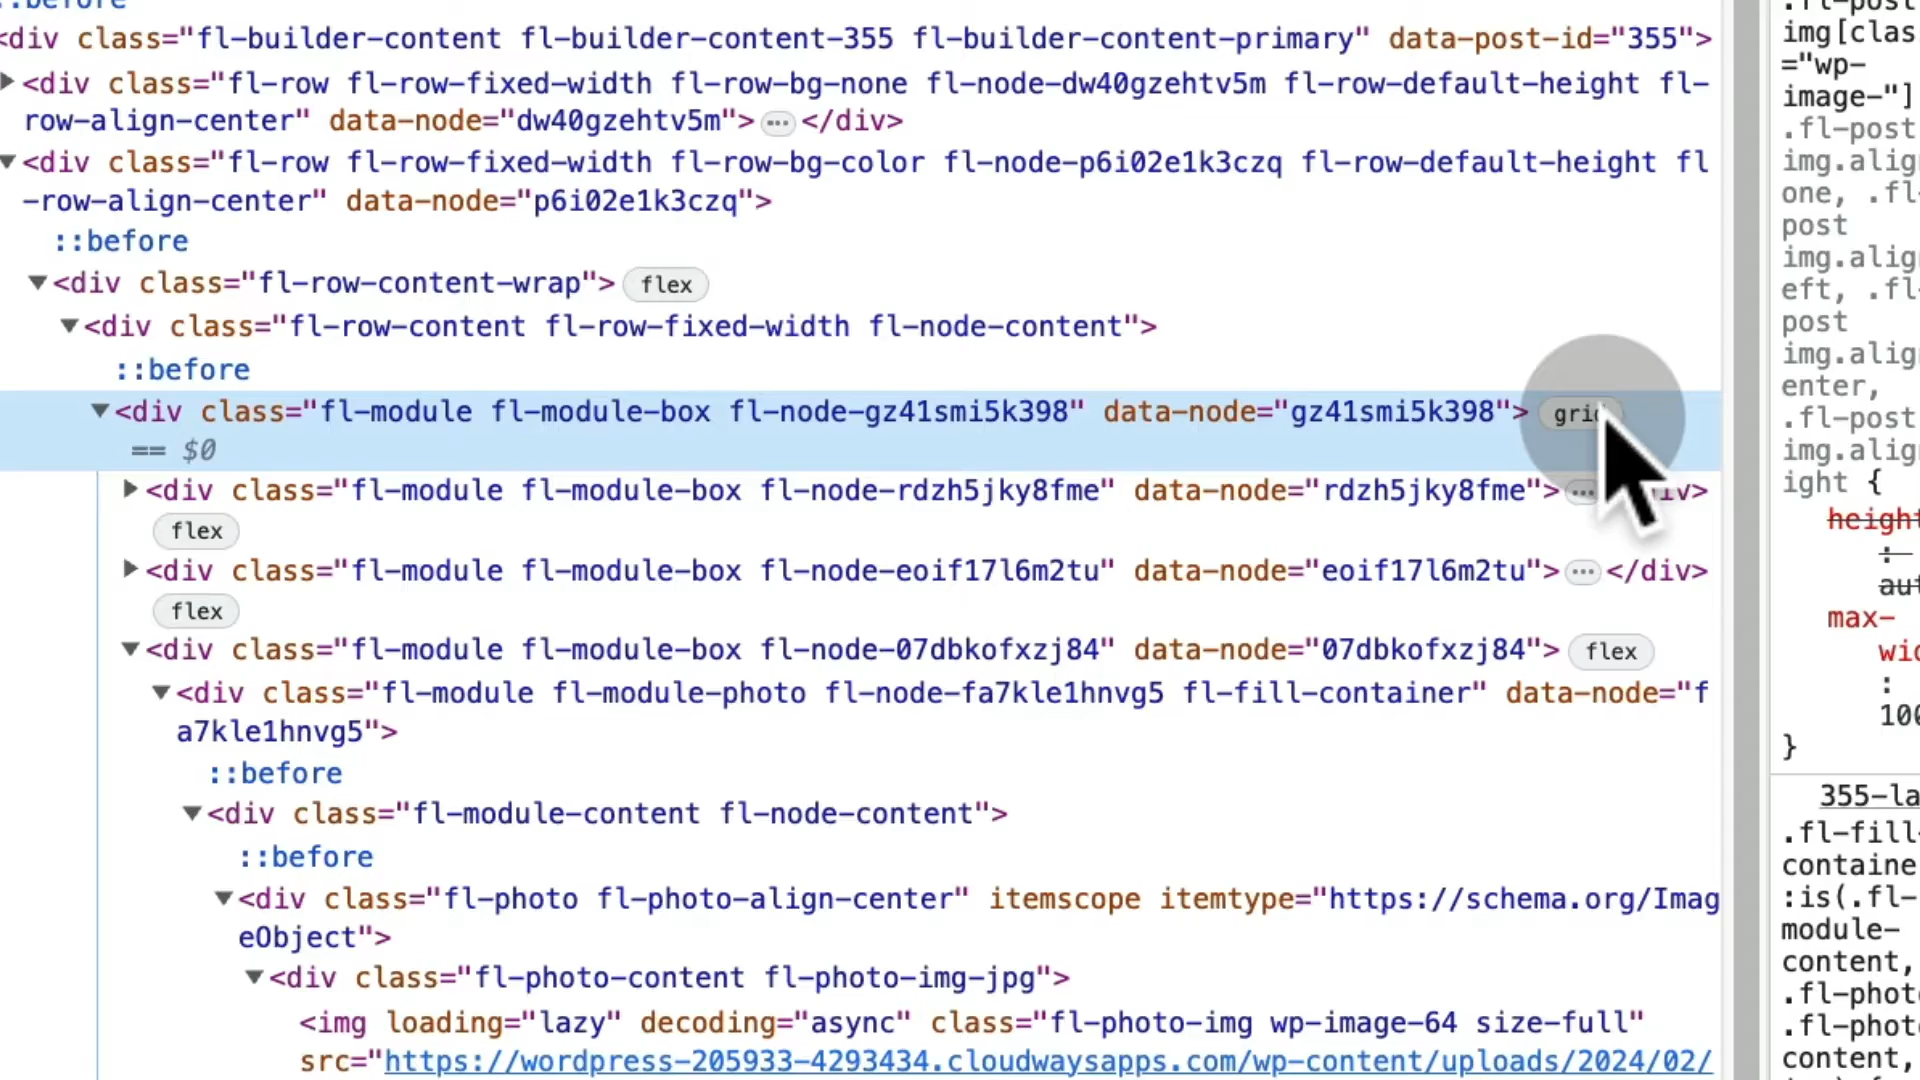 ::before
<div class="fl-builder-content fl-builder-content-355 fl-builder-content-primary" data-post-id="355">
<div class="fl-row fl-row-fixed-width fl-row-bg-none fl-node-dw40gzehtv5m fl-row-default-height fl-
row-align-center" data-node="dw40gzehtv5m"> ••• </div>
<div class="fl-row fl-row-fixed-width fl-row-bg-color fl-node-p6i02e1k3czq fl-row-default-height fl
-row-align-center" data-node="p6i02e1k3czq">
::before
<div class="fl-row-content-wrap"> flex
<div class="fl-row-content fl-row-fixed-width fl-node-content">
::before
<div class="fl-module fl-module-box fl-node-gz41smi5k398" data-node="gz41smi5k398">
== $0
<div class="fl-module fl-module-box fl-node-rdzh5jky8fme" data-node="rdzh5jky8fme">
flex
<div class="fl-module fl-module-box fl-node-eoif17l6m2tu" data-node="eoif17l6m2tu"> ••• </div>
flex
<div class="fl-module fl-module-box fl-node-07dbkofxzj84" data-node="07dbkofxzj84"> flex
<div class="fl-module fl-module-photo fl-node-fa7kle1hnvg5 fl-fill-container" data-node="f
a7kle1hnvg5">
::before
<div class="fl-module-content fl-node-content">
::before
<div class="fl-photo fl-photo-align-center" itemscope itemtype="https://schema.org/Imag
eObject">
<div class="fl-photo-content fl-photo-img-jpg">
<img loading="lazy" decoding="async" class="fl-photo-img wp-image-64 size-full"
src="https://wordpress-205933-4293434.cloudwaysapps.com/wp-content/uploads/2024/02/
.fl-post
img[clas
="wp-
image-"]
.fl-post
img.alig
one, .fl-
post
img.alig
eft, .fl-
post
img.alig
enter,
.fl-post
img.alig
ight {
height
:
au
max-
wi
:
100
}
355-la
.fl-fill-
containe
:is(.fl-
module-
content,
.fl-phot
.fl-phot
content,